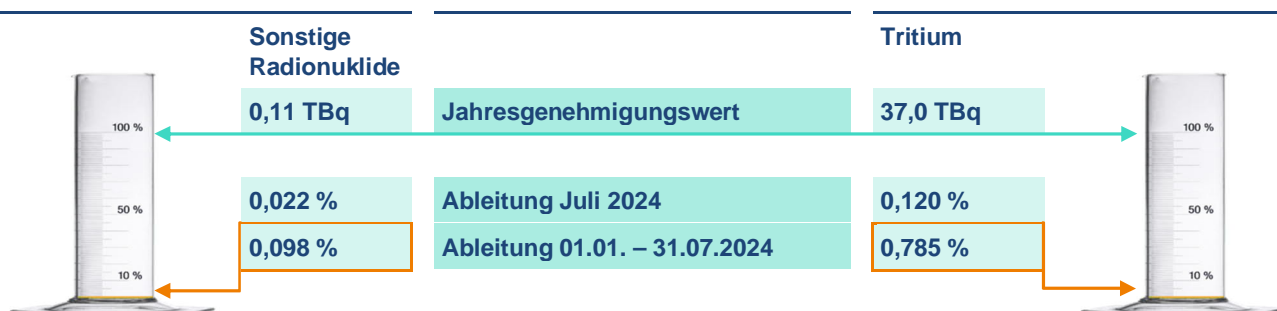 Sonstige
Radionuklide
Tritium
0,11 TBq
Jahresgenehmigungswert
37,0 TBq
100 %
100 %
0,022 %
Ableitung Juli 2024
0,120 %
50 %
50 %
0,098 %
Ableitung 01.01. – 31.07.2024
0,785 %
10 %
10 %